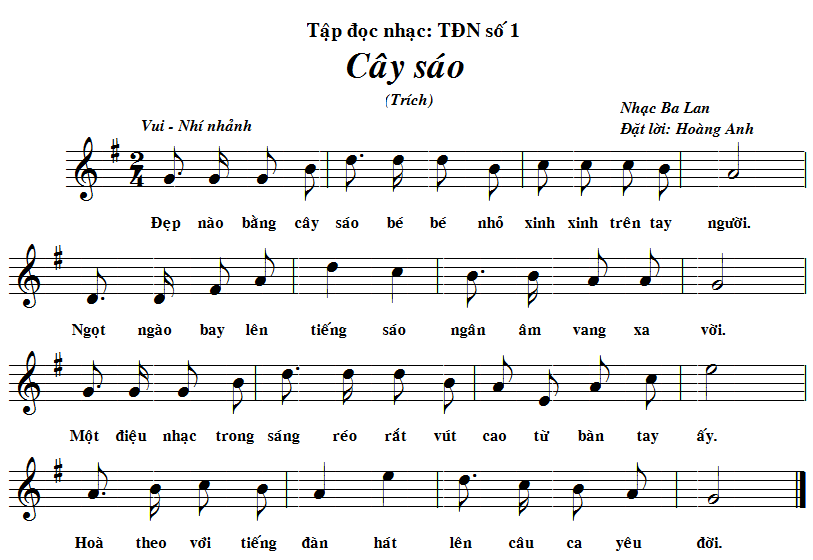 Tập đọc nhạc: TĐN số 1
Cây sáo
(Trích)
Nhạc Ba Lan
Vui - Nhí nhảnh
Đặt lời: Hoàng Anh
2
4
Đẹp nào bằng cây sáo bé bé nhỏ xinh xinh trên tay người.
Ngọt ngào bay lên tiếng sáo ngân âm vang xa vời.
Một điệu nhạc trong sáng réo rắt vút cao từ bàn tay ấy.
Hoà theo với tiếng đàn hát lên câu ca yêu đời.